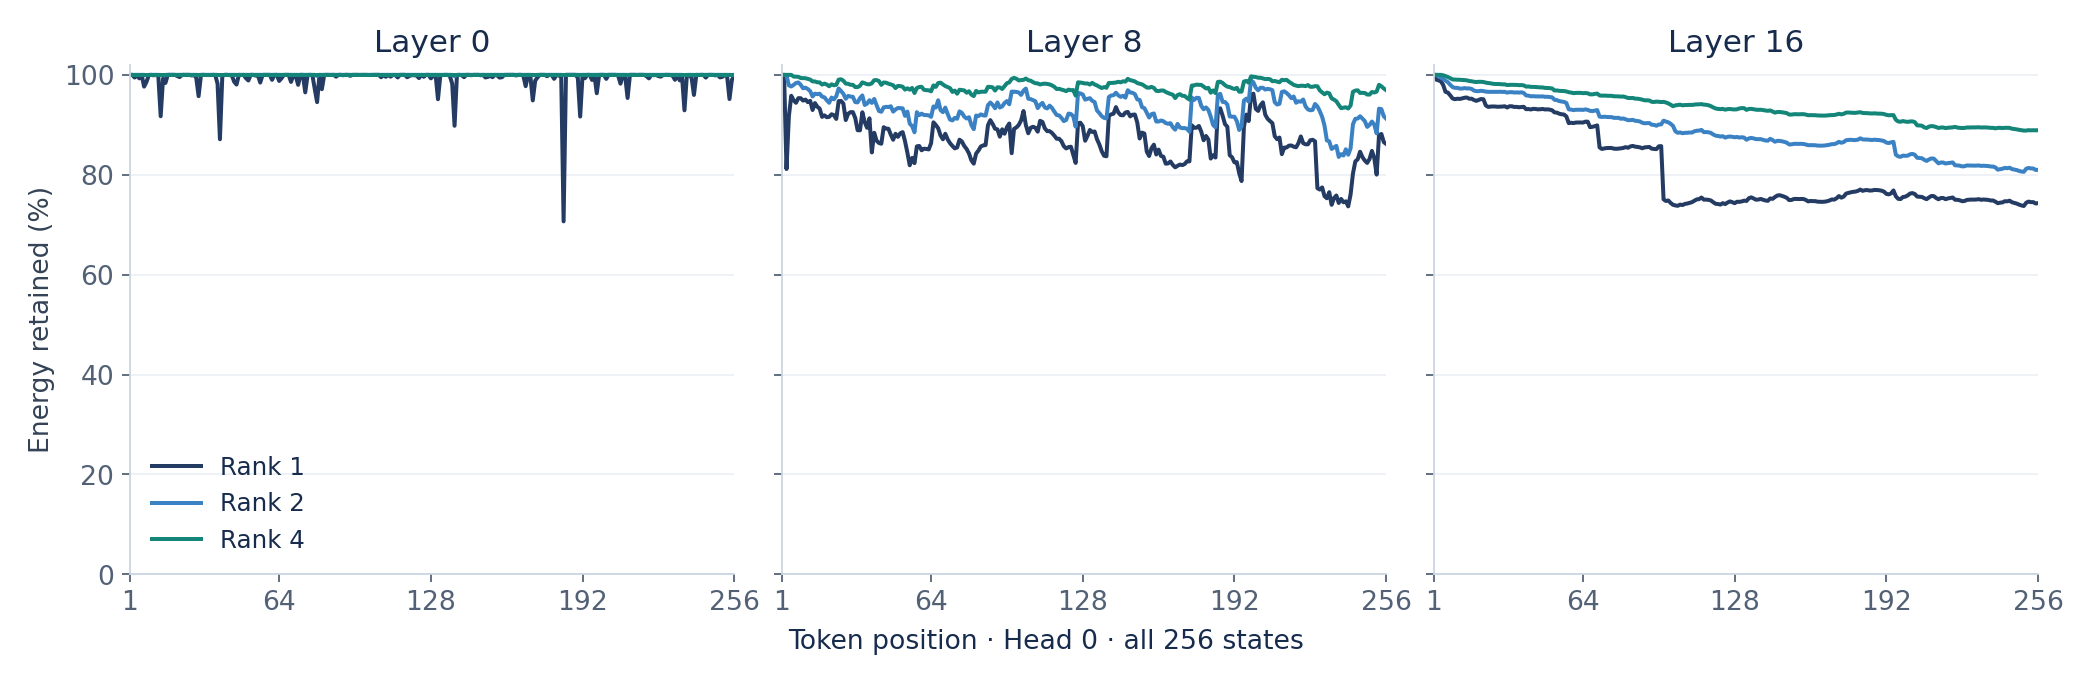 Layer 0
Layer 8
Layer 16
Energy retained (%)
100
80
60
40
20
0
Rank 1
Rank 2
Rank 4
1 64 128 192 256
1 64 128 192 256
1 64 128 192 256
Token position · Head 0 · all 256 states